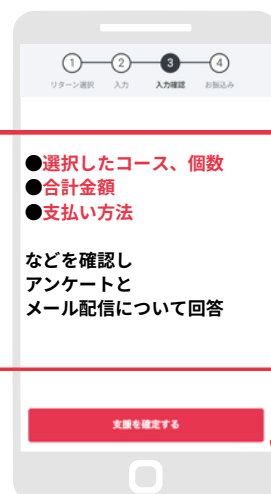 1 2 3 4
リターン選択 入力 入力確認 お振込み
●選択したコース、個数
●合計金額
●支払い方法
などを確認し
アンケートと
メール配信について回答
支援を確定する